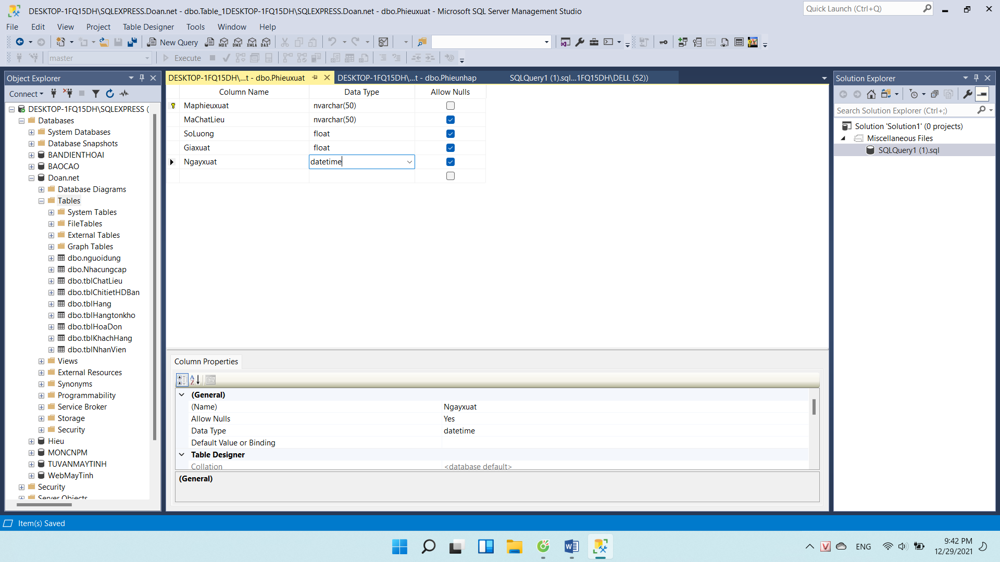 DESKTOP-1FQ15DH\SQLEXPRESS.Doan.net - dbo.Table_1DESKTOP-1FQ15DH\SQLEXPRESS.Doan.net - dbo.Phieuxuat - Microsoft SQL Server Management Studio
Quick Launch (Ctrl+Q)
File Edit View Project Table Designer Tools Window Help
New Query MDX DMX XMLA DAX
master Execute
Object Explorer
Connect
DESKTOP-1FQ15DH\SQLEXPRESS (
Databases
System Databases
Database Snapshots
BANDIENTHOAI
BAOCAO
Doan.net
Database Diagrams
Tables
System Tables
FileTables
External Tables
Graph Tables
dbo.nguoidung
dbo.Nhacungcap
dbo.tblChatLieu
dbo.tblChitietHDBan
dbo.tblHang
dbo.tblHangtonkho
dbo.tblHoaDon
dbo.tblKhachHang
dbo.tblNhanVien
Views
External Resources
Synonyms
Programmability
Service Broker
Storage
Security
Hieu
MONCNPM
TUVANMAYTINH
WebMayTinh
Security
Server Objects
DESKTOP-1FQ15DH\...t - dbo.Phieuxuat DESKTOP-1FQ15DH\...t - dbo.Phieunhap SQLQuery1 (1).sql...1FQ15DH\DELL (52))
Column Name Data Type Allow Nulls
Maphieuxuat nvarchar(50)
MaChatLieu nvarchar(50)
SoLuong float
Giaxuat float
Ngayxuat datetime
Column Properties
(General)
(Name) Ngayxuat
Allow Nulls Yes
Data Type datetime
Default Value or Binding
Table Designer
Collation <database default>
(General)
Solution Explorer
Search Solution Explorer (Ctrl+;)
Solution 'Solution1' (0 projects)
Miscellaneous Files
SQLQuery1 (1).sql
Item(s) Saved
ENG
9:42 PM
12/29/2021